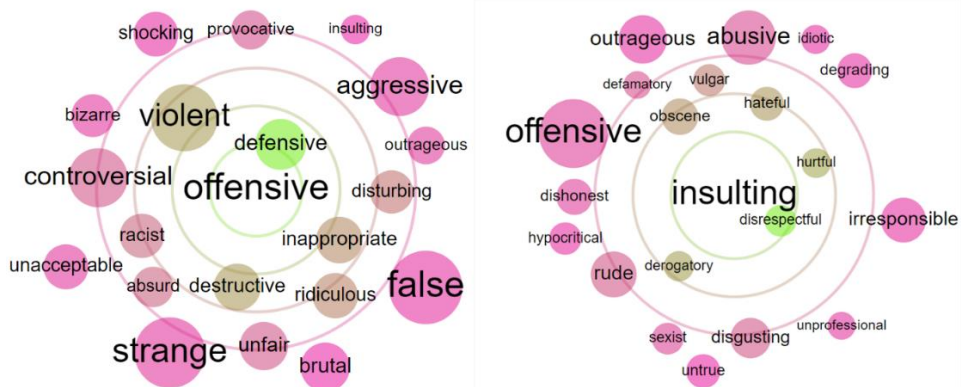 shocking
provocative
insulting
aggressive
bizarre
violent
defensive
outrageous
controversial
offensive
disturbing
racist
inappropriate
unacceptable
absurd
destructive
ridiculous
false
strange
unfair
brutal
outrageous
abusive
idiotic
degrading
defamatory
vulgar
obscene
hateful
offensive
hurtful
dishonest
insulting
disrespectful
irresponsible
hypocritical
rude
derogatory
sexist
disgusting
unprofessional
untrue